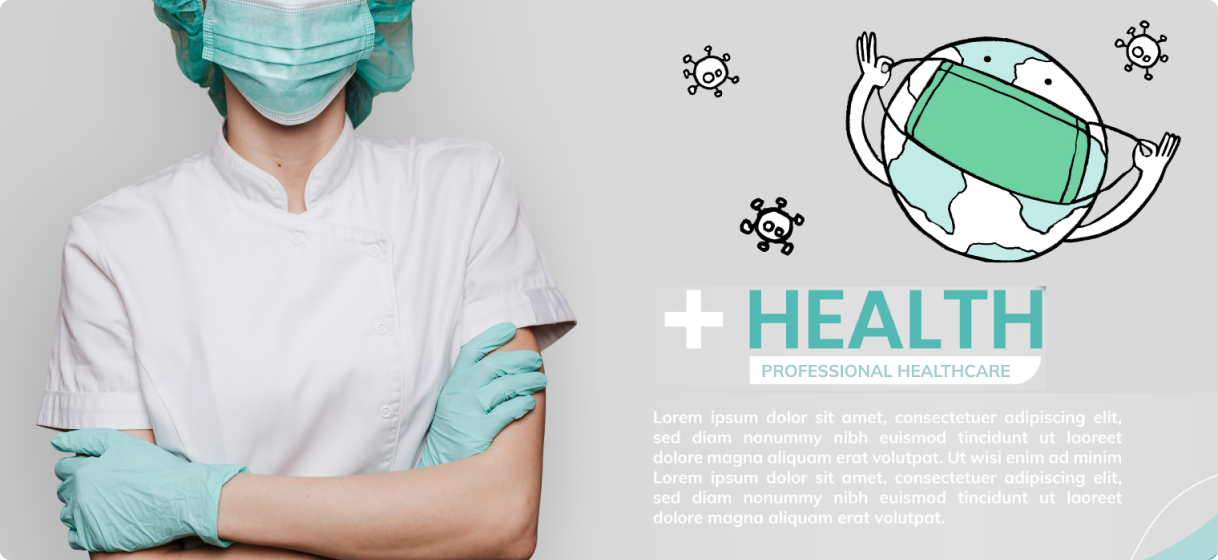 HEALTH
PROFESSIONAL HEALTHCARE
Lorem ipsum dolor sit amet, consectetuer adipiscing elit,
sed diam nonummy nibh euismod tincidunt ut laoreet
dolore magna aliquam erat volutpat. Ut wisi enim ad minim
Lorem ipsum dolor sit amet, consectetuer adipiscing elit,
sed diam nonummy nibh euismod tincidunt ut laoreet
dolore magna aliquam erat volutpat.